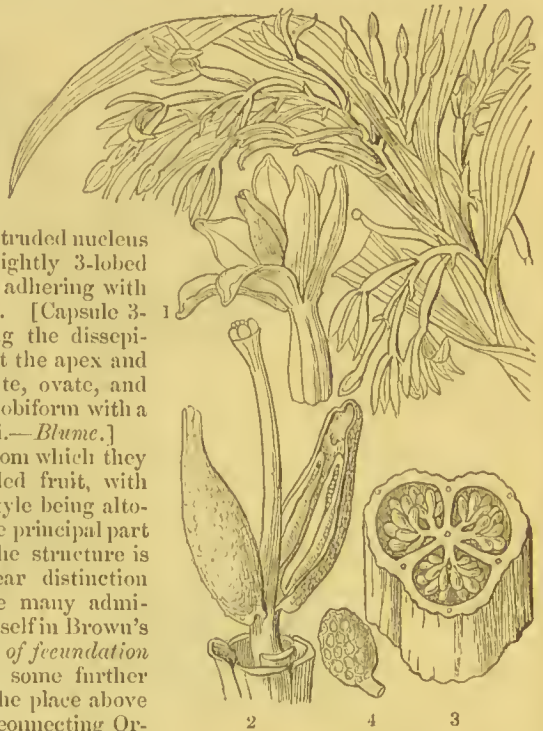 truded nucleus
ightly 3-lobed
adhering with
. [Capsule 3-
g the dissepi-
t the apex and
te, ovate, and
obiform with a
i.—Blume.]
om which they
led fruit, with
tyle being alto-
e principal part
he structure is
ear distinction
e many admi-
self in Brown's
of fecundation
some further
he place above
connecting Or-
1
2 4 3